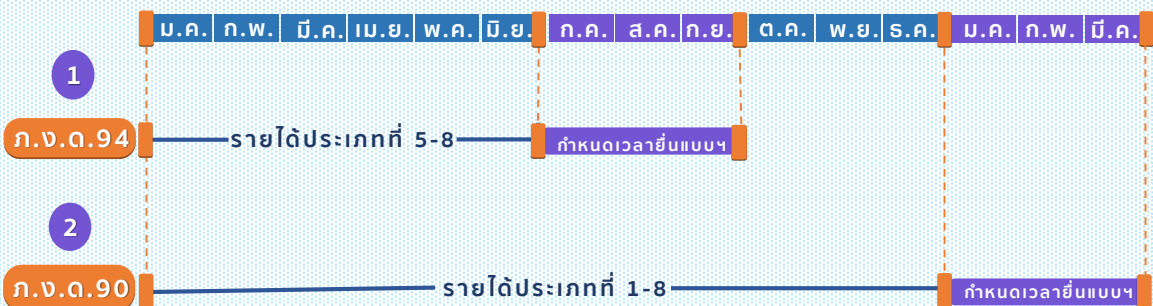 ม.ค. ก.พ. มี.ค. เม.ย. พ.ค. มิ.ย. ก.ค. ส.ค. ก.ย. ต.ค. พ.ย. ธ.ค. ม.ค. ก.พ. มี.ค.
1
ภ.ง.ด.94 รายได้ประเภทที่ 5-8 กำหนดเวลายื่นแบบฯ
2
ภ.ง.ด.90 รายได้ประเภทที่ 1-8 กำหนดเวลายื่นแบบฯ